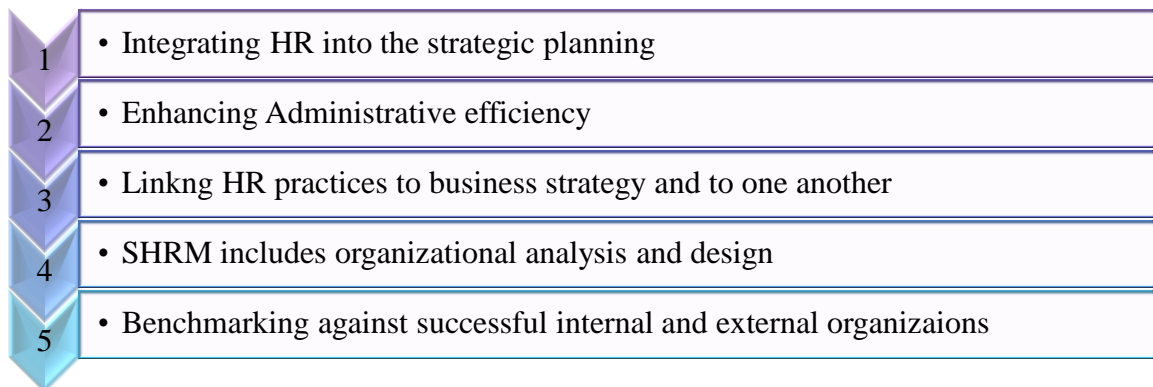 1 • Integrating HR into the strategic planning
2 • Enhancing Administrative efficiency
3 • Linkng HR practices to business strategy and to one another
4 • SHRM includes organizational analysis and design
5 • Benchmarking against successful internal and external organizaions